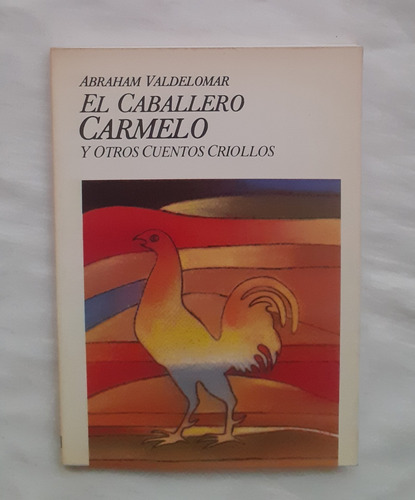 ABRAHAM VALDELOMAR
EL CABALLERO
CARMELO
Y OTROS CUENTOS CRIOLLOS